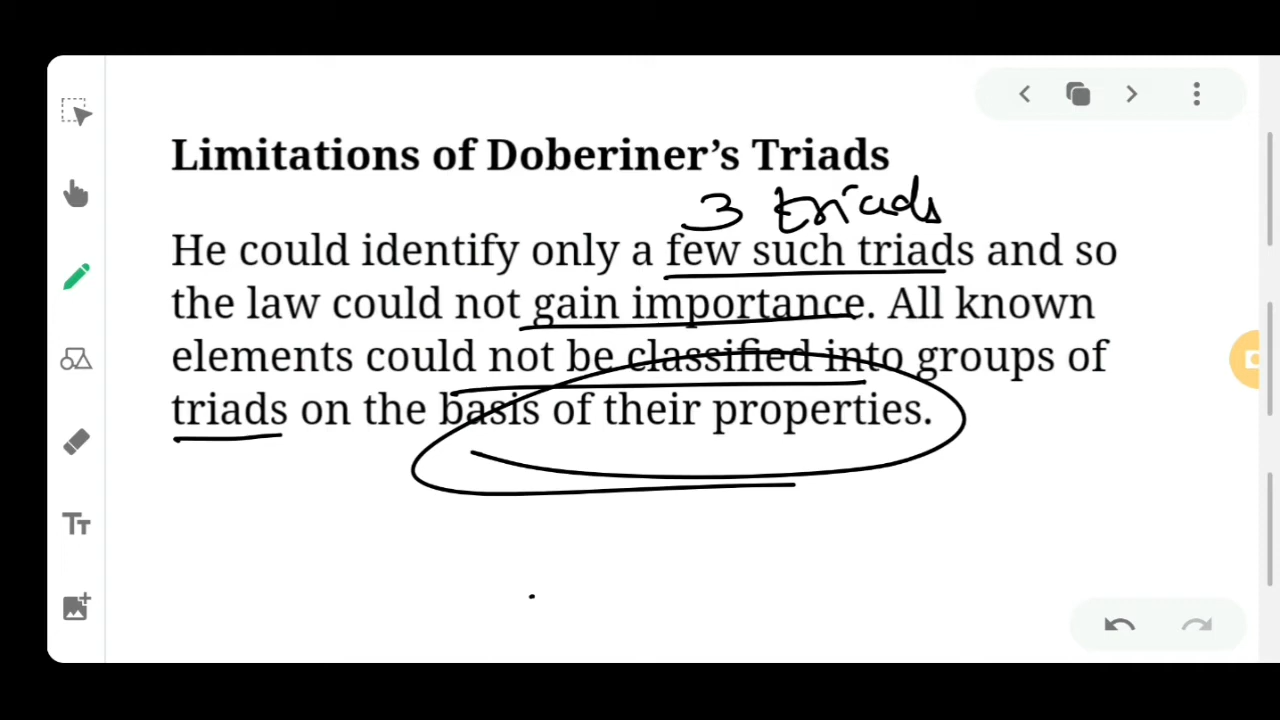 Limitations of Doberiner’s Triads
3 triads
He could identify only a few such triads and so
the law could not gain importance. All known
elements could not be classified into groups of
triads on the basis of their properties.
TT